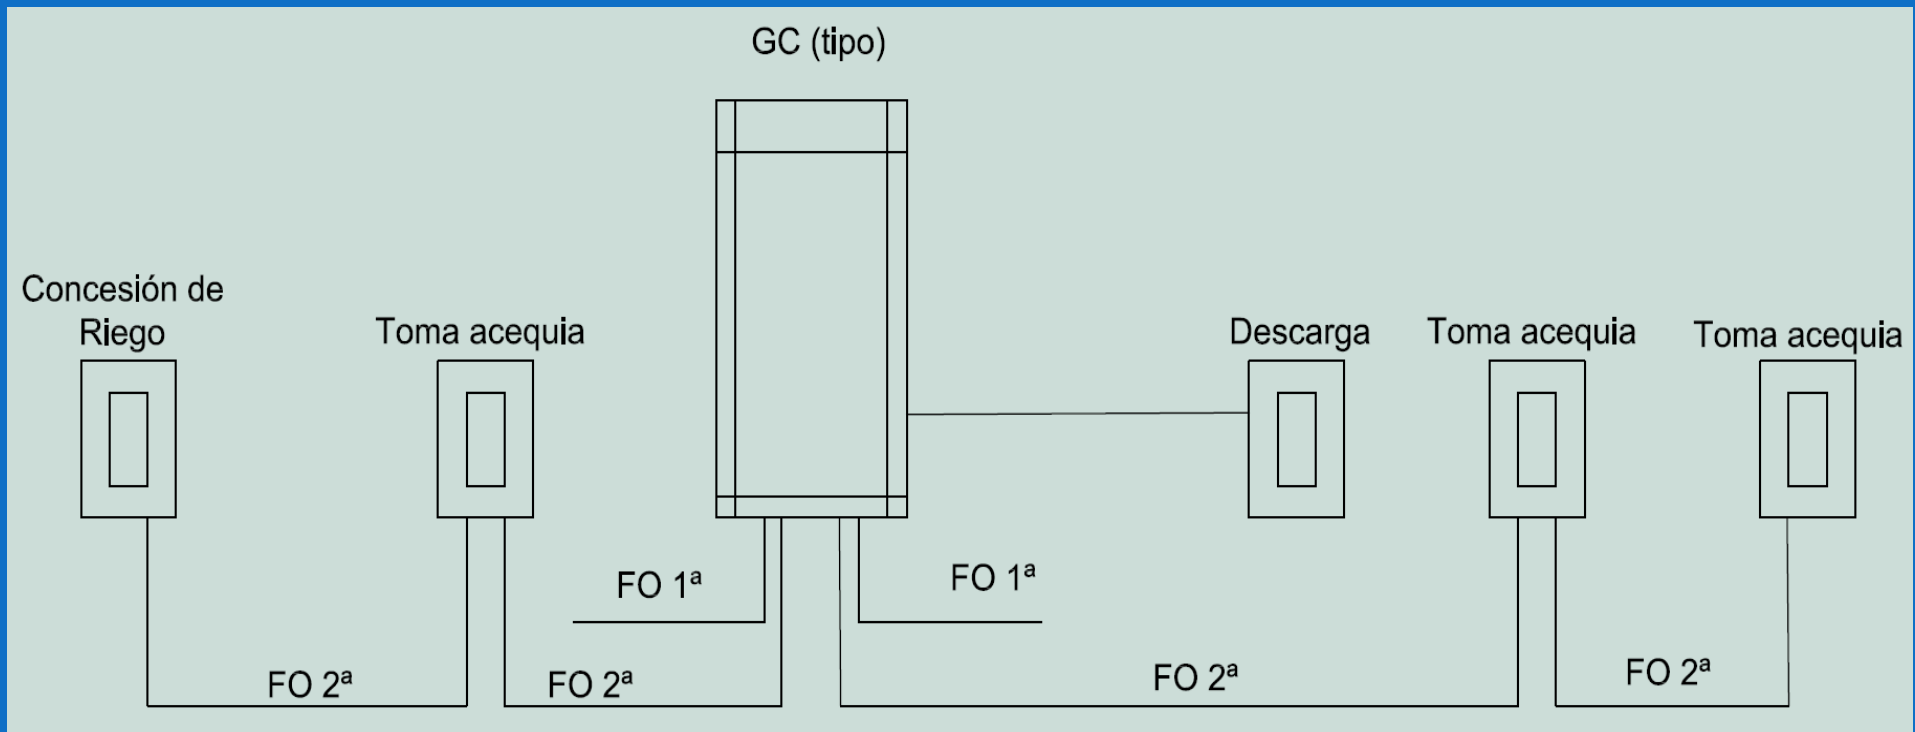 GC (tipo)
Concesión de
Riego
Toma acequia
Descarga
Toma acequia
Toma acequia
FO 1ª
FO 1ª
FO 2ª
FO 2ª
FO 2ª
FO 2ª